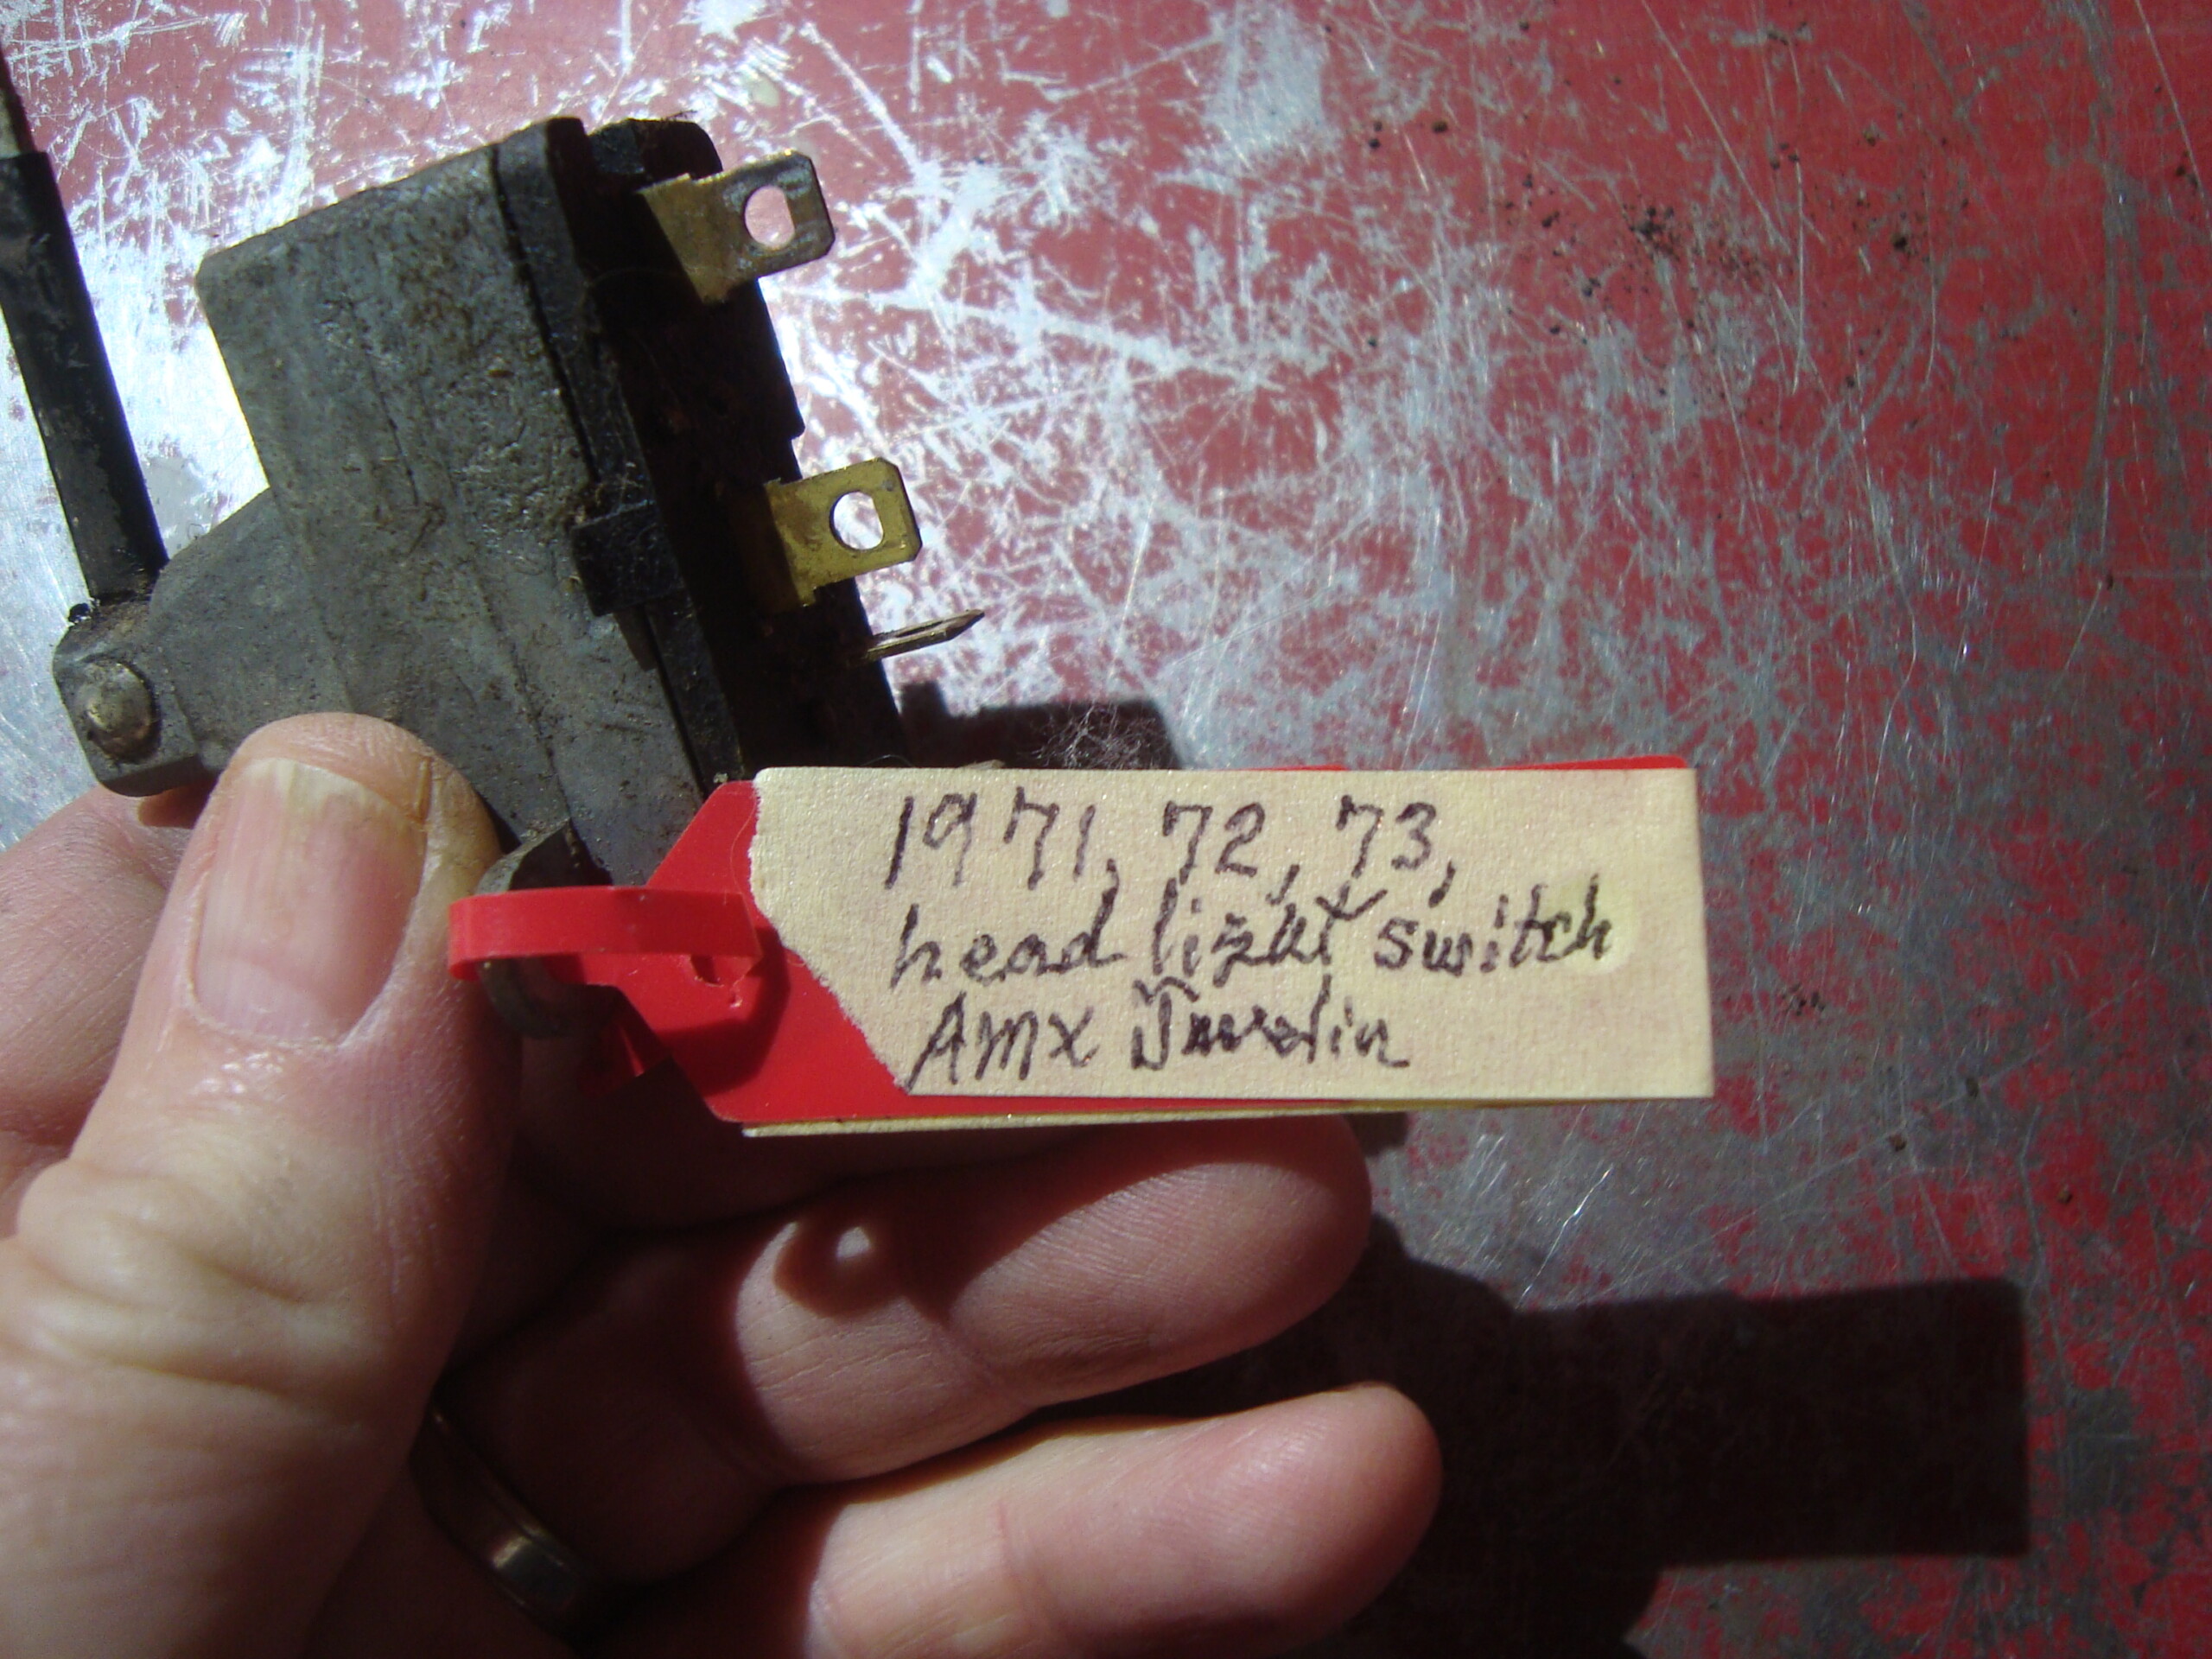 1971, 72, 73,
head light switch
AMX Javelin